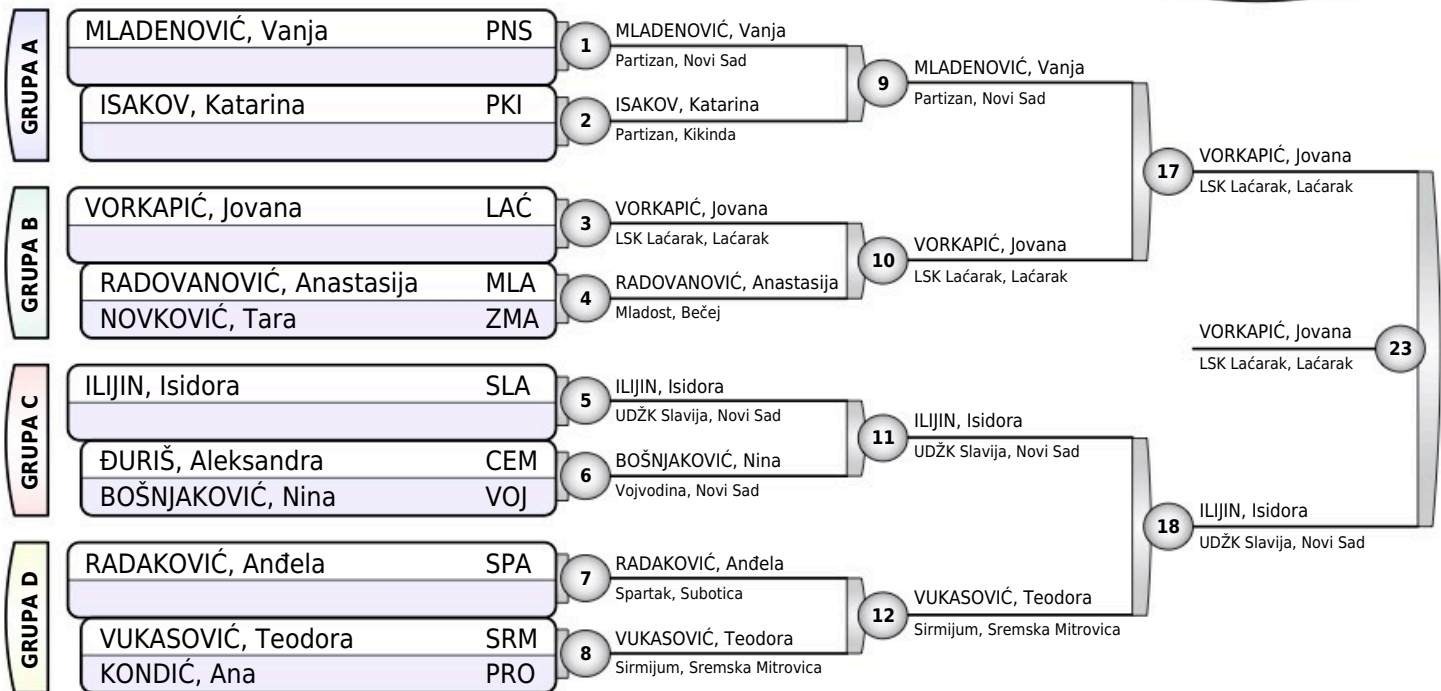 GRUPA A
MLADENOVIĆ, Vanja PNS
ISAKOV, Katarina PKI
GRUPA B
VORKAPIĆ, Jovana LAĆ
RADOVANOVIĆ, Anastasija MLA
NOVKOVIĆ, Tara ZMA
GRUPA C
ILIJIN, Isidora SLA
ĐURIŠ, Aleksandra CEM
BOŠNJAKOVIĆ, Nina VOJ
GRUPA D
RADAKOVIĆ, Anđela SPA
VUKASOVIĆ, Teodora SRM
KONDIĆ, Ana PRO
1
MLADENOVIĆ, Vanja
Partizan, Novi Sad
2
ISAKOV, Katarina
Partizan, Kikinda
3
VORKAPIĆ, Jovana
LSK Laćarak, Laćarak
4
RADOVANOVIĆ, Anastasija
Mladost, Bečej
5
ILIJIN, Isidora
UDŽK Slavija, Novi Sad
6
BOŠNJAKOVIĆ, Nina
Vojvodina, Novi Sad
7
RADAKOVIĆ, Anđela
Spartak, Subotica
8
VUKASOVIĆ, Teodora
Sirmijum, Sremska Mitrovica
9
MLADENOVIĆ, Vanja
Partizan, Novi Sad
10
VORKAPIĆ, Jovana
LSK Laćarak, Laćarak
11
ILIJIN, Isidora
UDŽK Slavija, Novi Sad
12
VUKASOVIĆ, Teodora
Sirmijum, Sremska Mitrovica
17
VORKAPIĆ, Jovana
LSK Laćarak, Laćarak
18
ILIJIN, Isidora
UDŽK Slavija, Novi Sad
VORKAPIĆ, Jovana
LSK Laćarak, Laćarak
23